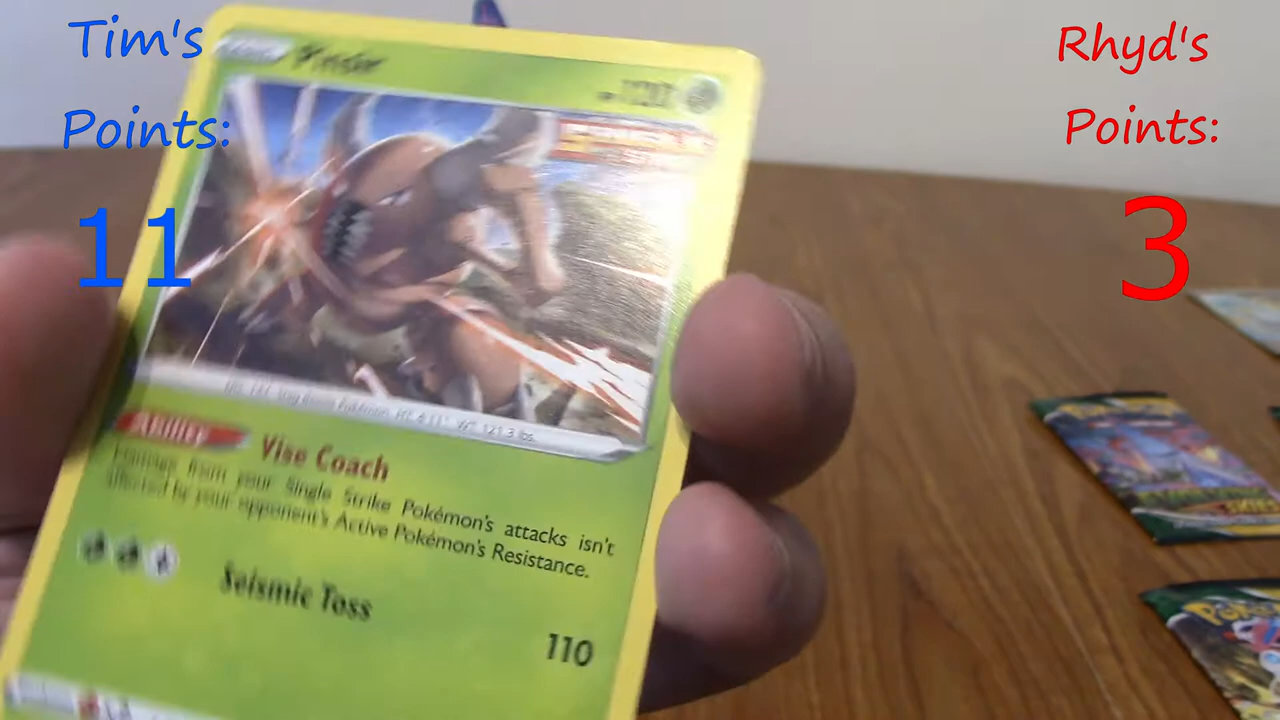 Tim's
Points:
11
Rhyd's
Points:
3
Ability Vise Coach
from your Single Strike Pokémon's attacks isn't
affected by your opponent's Active Pokémon's Resistance.
Seismic Toss
110